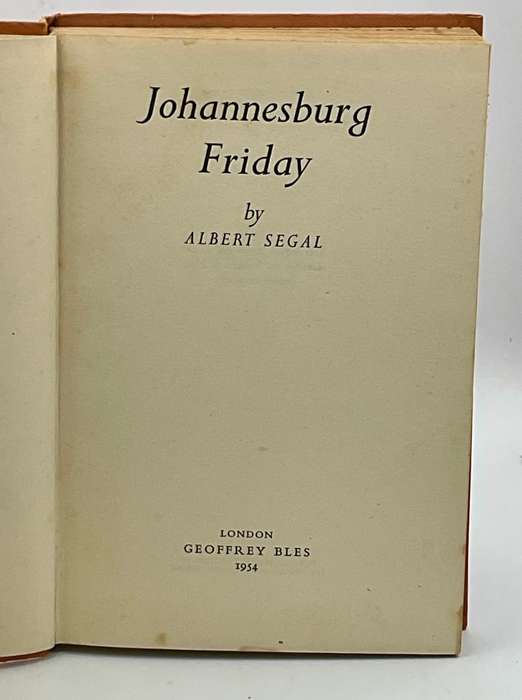 Johannesburg
Friday
by
ALBERT SEGAL
LONDON
GEOFFREY BLES
1954